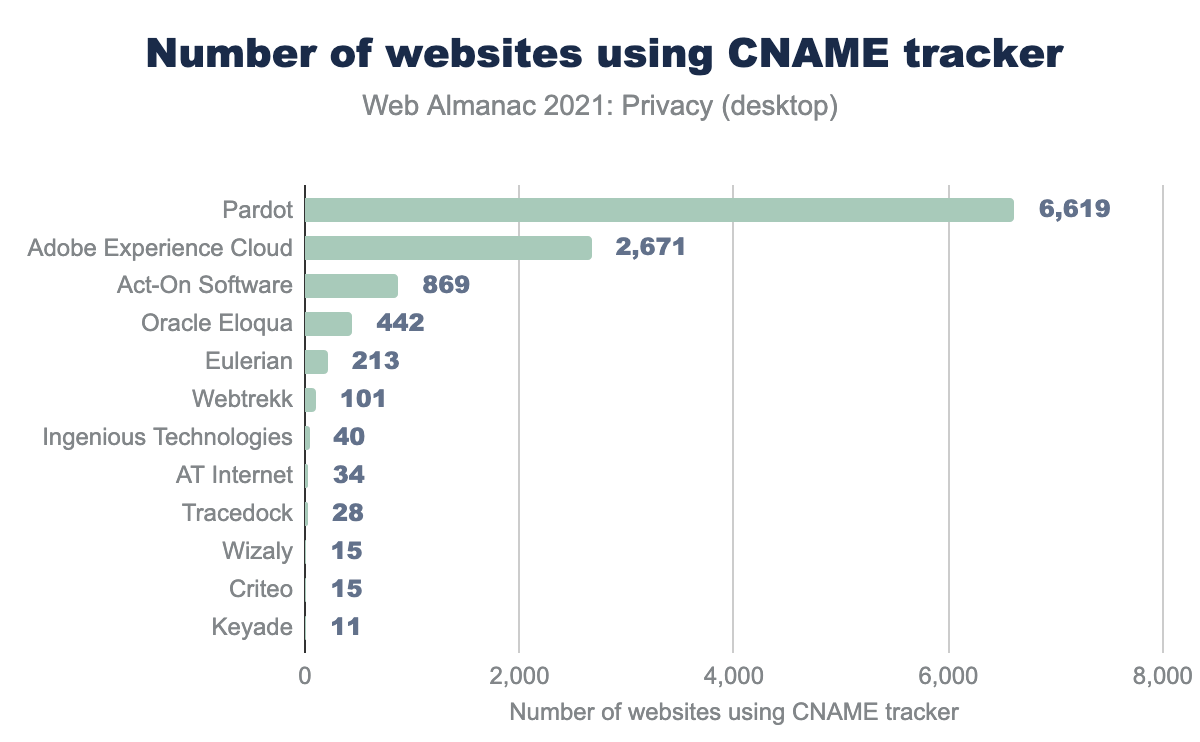 Number of websites using CNAME tracker
Web Almanac 2021: Privacy (desktop)
Pardot 6,619
Adobe Experience Cloud 2,671
Act-On Software 869
Oracle Eloqua 442
Eulerian 213
Webtrekk 101
Ingenious Technologies 40
AT Internet 34
Tracedock 28
Wizaly 15
Criteo 15
Keyade 11
0 2,000 4,000 6,000 8,000
Number of websites using CNAME tracker